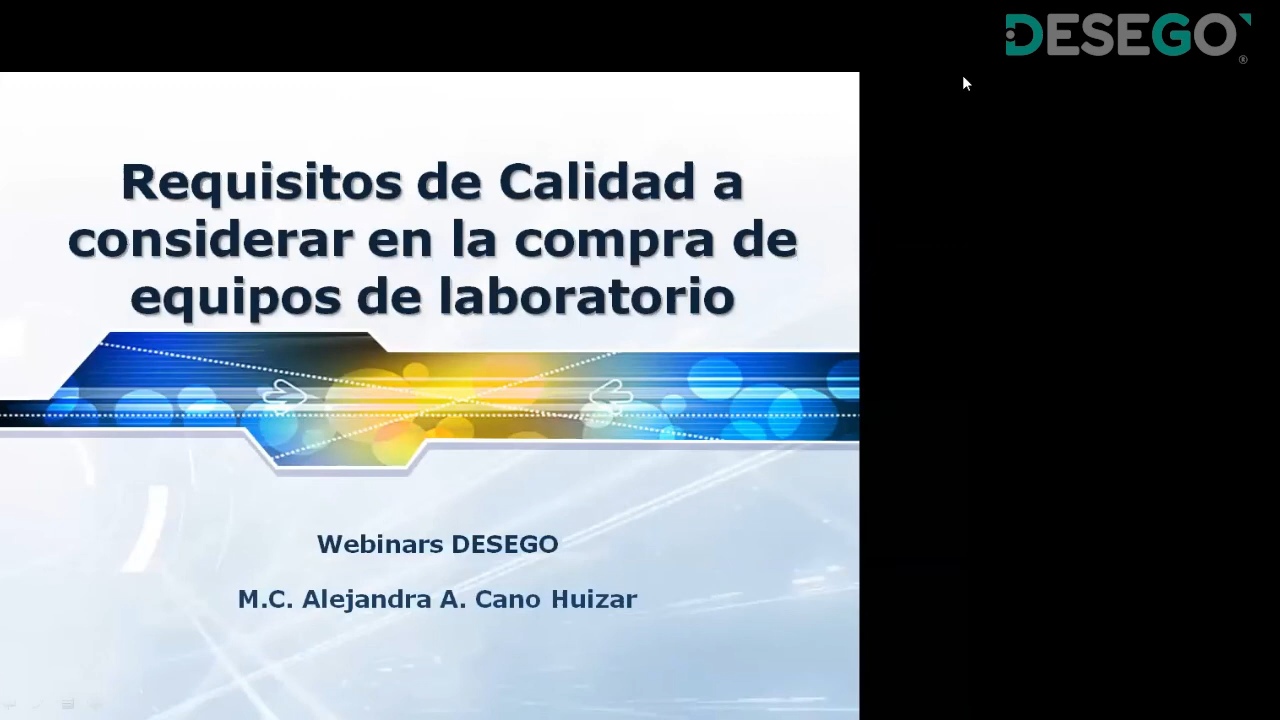 DESEGO®
Requisitos de Calidad a
considerar en la compra de
equipos de laboratorio
Webinars DESEGO
M.C. Alejandra A. Cano Huizar